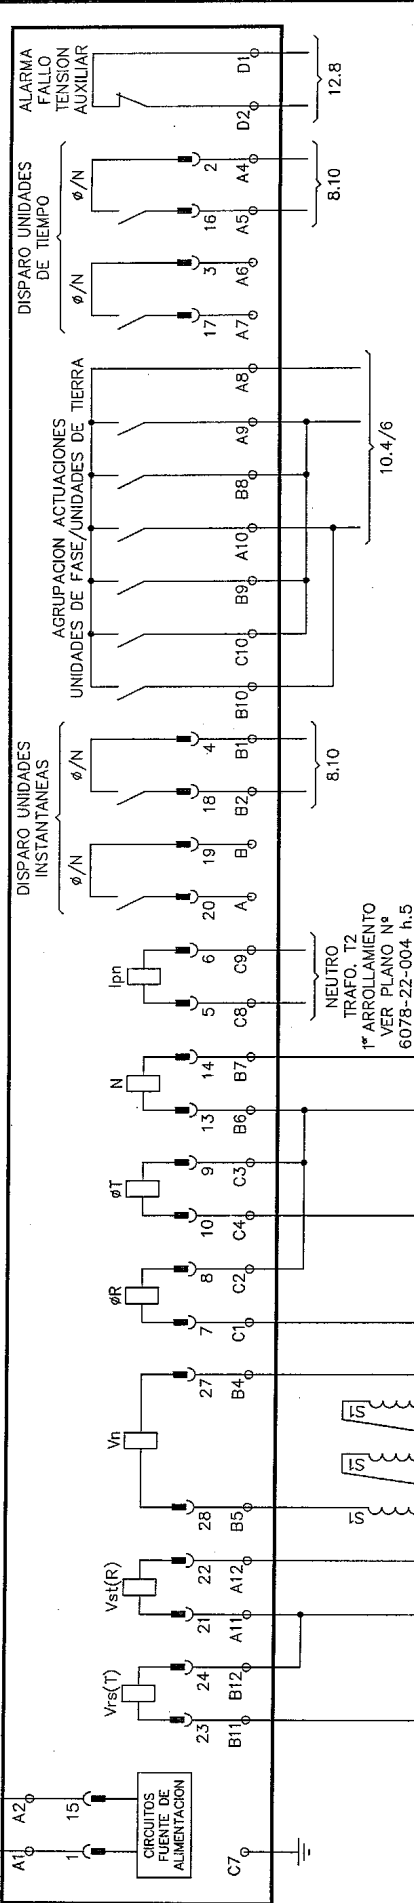 ALARMA
FALLO
TENSION
AUXILIAR
D1
D2
12.8
DISPARO UNIDADES
DE TIEMPO
ø/N
2
A4
16
A5
8.10
ø/N
3
A6
17
A7
AGRUPACION ACTUACIONES
UNIDADES DE FASE/UNIDADES DE TIERRA
A8
A9
B8
A10
B9
C10
B10
10.4/6
DISPARO UNIDADES
INSTANTANEAS
ø/N
4
B1
18
B2
8.10
ø/N
19
B
20
A
Ipn
6
C9
5
C8
NEUTRO
TRAFO. T2
1er ARROLLAMIENTO
VER PLANO Nº
6078-22-004 h.5
N
14
B7
13
B6
øT
9
C3
10
C4
øR
8
C2
7
C1
Vn
27
B4
28
B5
S1
S1
S1
Vst(R)
22
A12
21
A11
Vrs(T)
24
B12
23
B11
A2
15
A1
1
CIRCUITOS
FUENTE DE
ALIMENTACION
C7